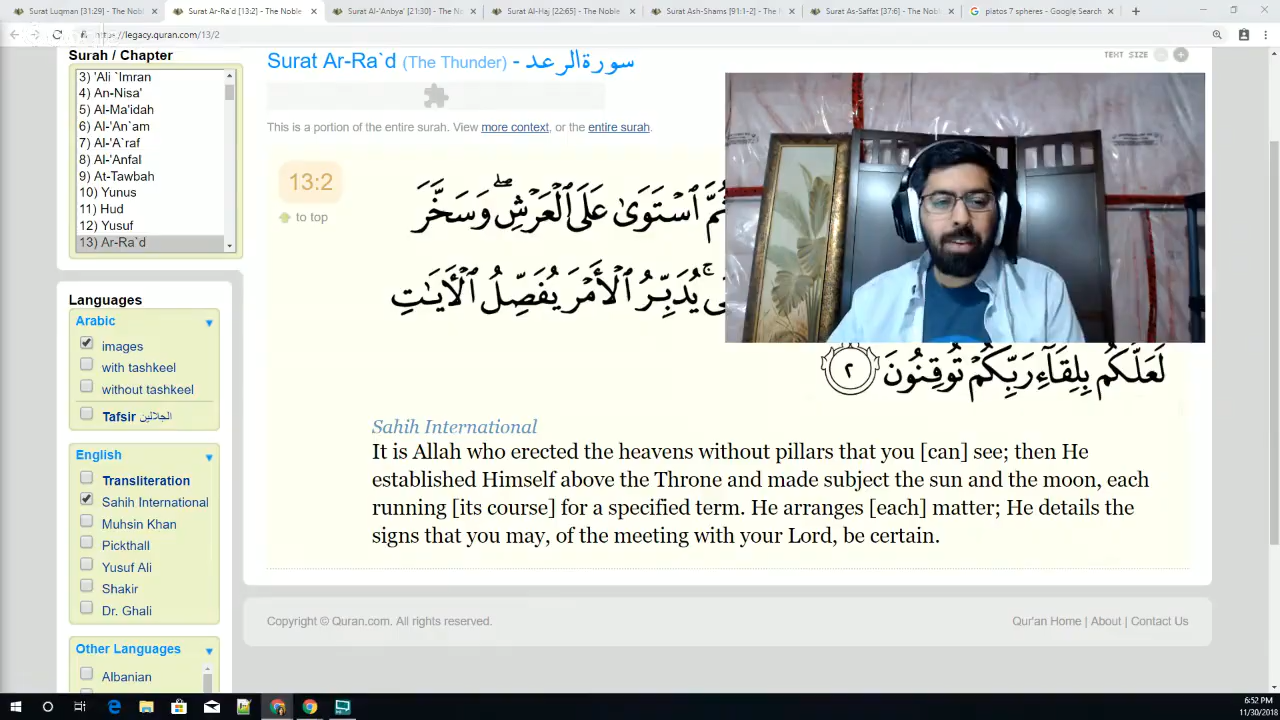 Surat Luqman [31:29] - The Nobl
Surat Ar-Ra`d [13:2] - The Noble
Surat Al-'Anbya' [21:30] - The No
Surat Al-Haj [22:65] - The Noble
Surat Ash-Shams [91:1-2] - The N
Surat As-Saffat [37:6] - The Nobl
platos 7 spheres - Google Search
https://legacy.quran.com/13/2
Surah / Chapter
3) 'Ali `Imran
4) An-Nisa'
5) Al-Ma'idah
6) Al-'An`am
7) Al-'A`raf
8) Al-'Anfal
9) At-Tawbah
10) Yunus
11) Hud
12) Yusuf
13) Ar-Ra`d
Languages
Arabic
images
with tashkeel
without tashkeel
Tafsir الجلالين
English
Transliteration
Sahih International
Muhsin Khan
Pickthall
Yusuf Ali
Shakir
Dr. Ghali
Other Languages
Albanian
Surat Ar-Ra`d (The Thunder) - سورة الرعد
TEXT SIZE
This is a portion of the entire surah. View more context, or the entire surah.
13:2
to top
ثُمَّ ٱسْتَوَىٰ عَلَى ٱلْعَرْشِ ۖ وَسَخَّرَ
يُدَبِّرُ ٱلْأَمْرَ يُفَصِّلُ ٱلْـَٔايَـٰتِ
لَعَلَّكُم بِلِقَآءِ رَبِّكُمْ تُوقِنُونَ ٢
Sahih International
It is Allah who erected the heavens without pillars that you [can] see; then He
established Himself above the Throne and made subject the sun and the moon, each
running [its course] for a specified term. He arranges [each] matter; He details the
signs that you may, of the meeting with your Lord, be certain.
Copyright © Quran.com. All rights reserved.
Qur'an Home | About | Contact Us
6:52 PM
11/30/2018